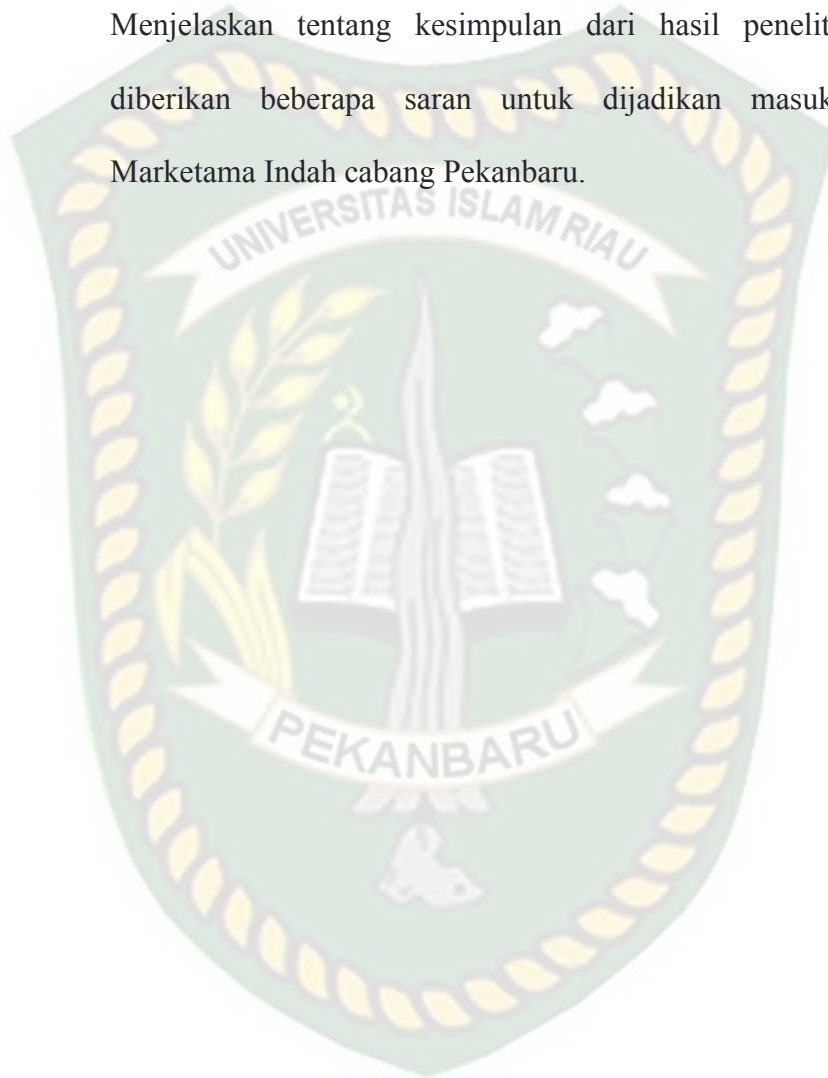 Menjelaskan tentang kesimpulan dari hasil penelit
diberikan beberapa saran untuk dijadikan masuk
Marketama Indah cabang Pekanbaru.
UNIVERSITAS ISLAM RIAU
PEKANBARU